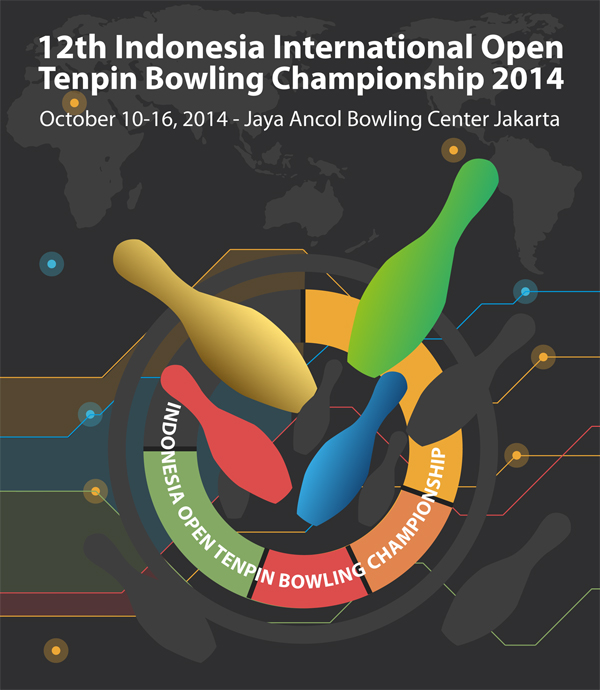 12th Indonesia International Open
Tenpin Bowling Championship 2014
October 10-16, 2014 - Jaya Ancol Bowling Center Jakarta
INDONESIA OPEN TENPIN BOWLING CHAMPIONSHIP